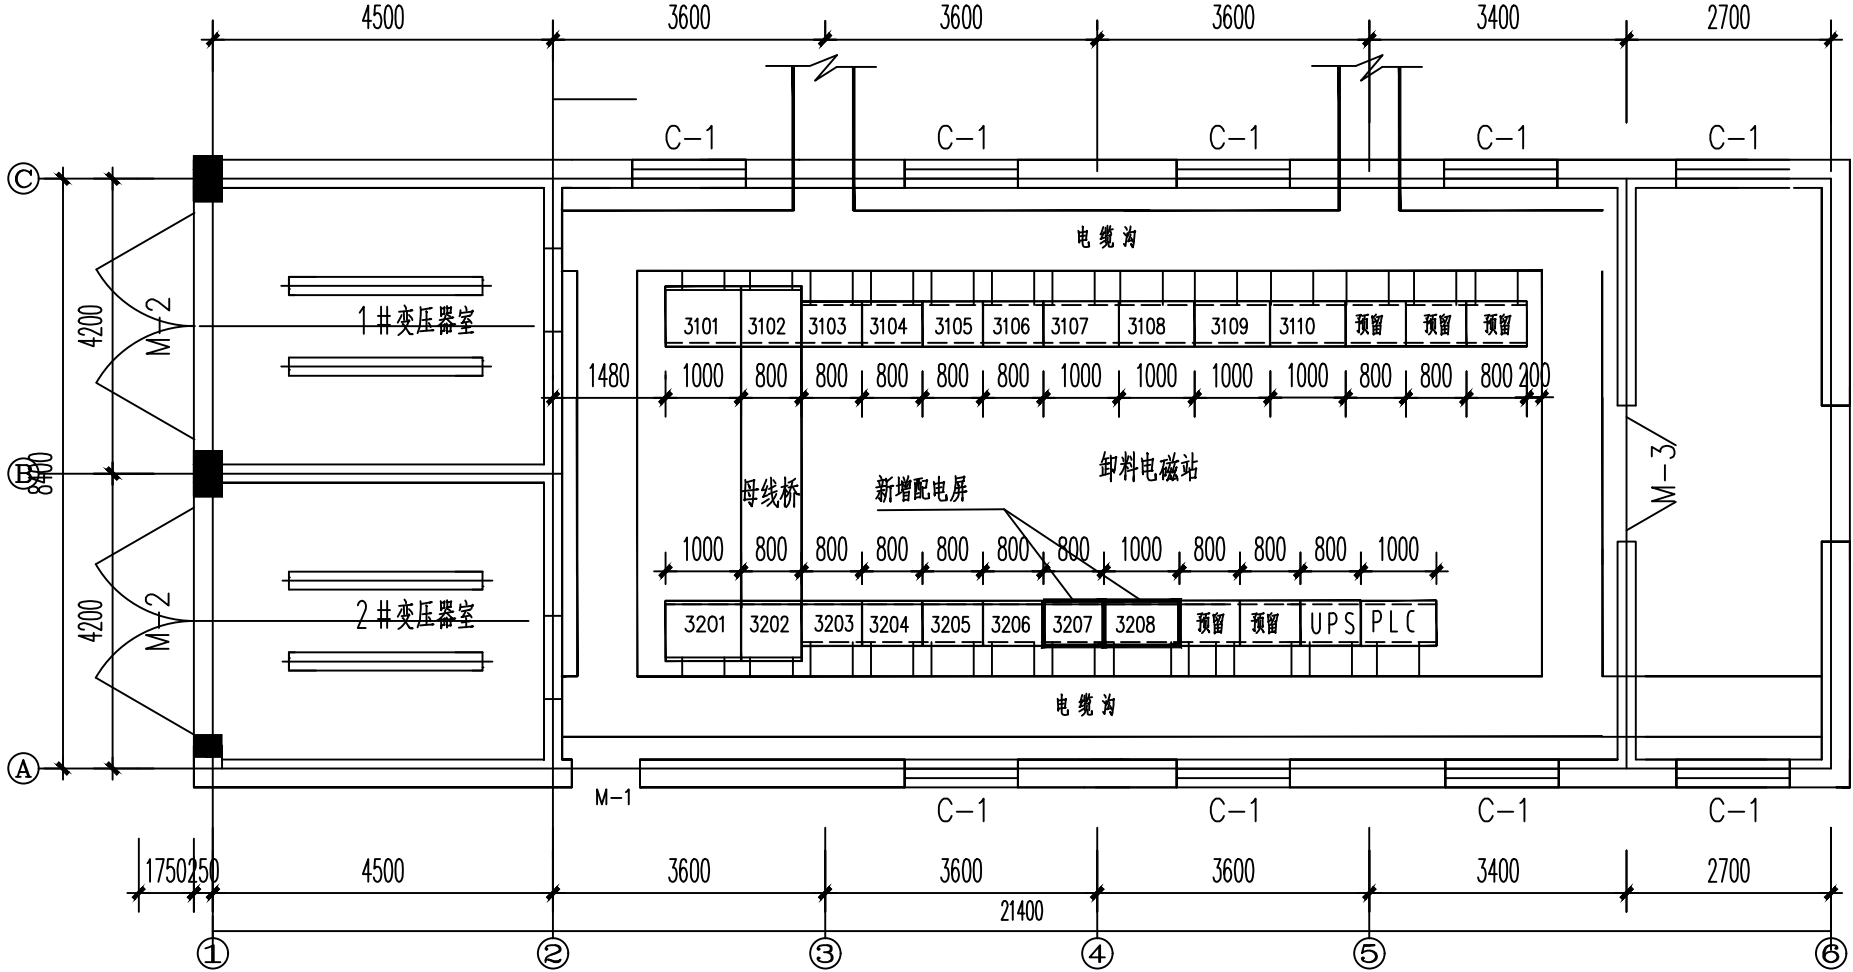 4500 3600 3600 3600 3400 2700
C-1 C-1 C-1 C-1 C-1
C
电缆沟
4200
M-2
1#变压器室
3101 3102 3103 3104 3105 3106 3107 3108 3109 3110 预留 预留 预留
1480 1000 800 800 800 800 800 1000 1000 1000 1000 800 800 800 200
B
8400
母线桥
新增配电屏
卸料电磁站
M-3
1000 800 800 800 800 800 800 1000 800 800 800 1000
4200
M-2
2#变压器室
3201 3202 3203 3204 3205 3206 3207 3208 预留 预留 UPS PLC
电缆沟
A
M-1
C-1 C-1 C-1 C-1
1750 250 4500 3600 3600 3600 3400 2700
21400
1 2 3 4 5 6